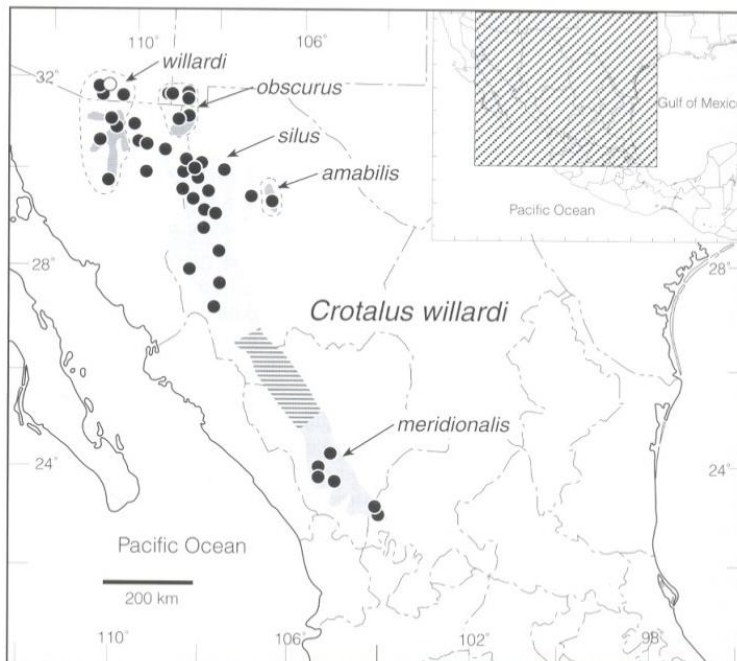 110°
106°
32°
willardi
obscurus
silus
amabilis
Gulf of Mexico
Pacific Ocean
28°
28°
Crotalus willardi
meridionalis
24°
24°
Pacific Ocean
200 km
110°
106°
102°
98°